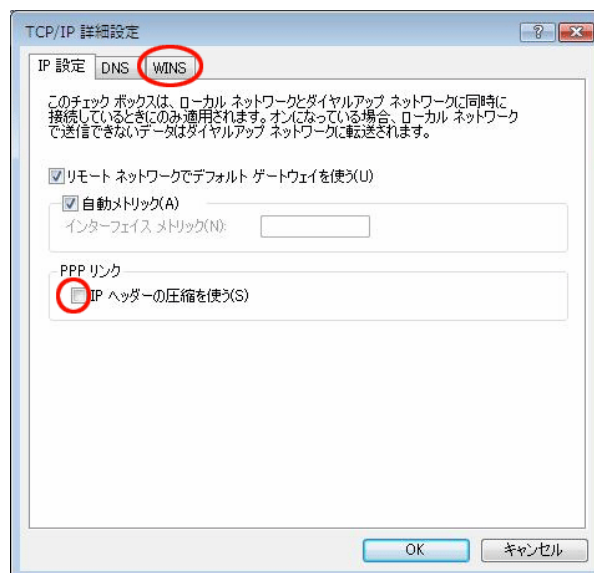 TCP/IP 詳細設定
IP 設定 DNS WINS
このチェック ボックスは、ローカル ネットワークとダイヤルアップ ネットワークに同時に
接続しているときにのみ適用されます。オンになっている場合、ローカル ネットワーク
で送信できないデータはダイヤルアップ ネットワークに転送されます。
リモート ネットワークでデフォルト ゲートウェイを使う(U)
自動メトリック(A)
インターフェイス メトリック(N):
PPP リンク
IP ヘッダーの圧縮を使う(S)
OK キャンセル